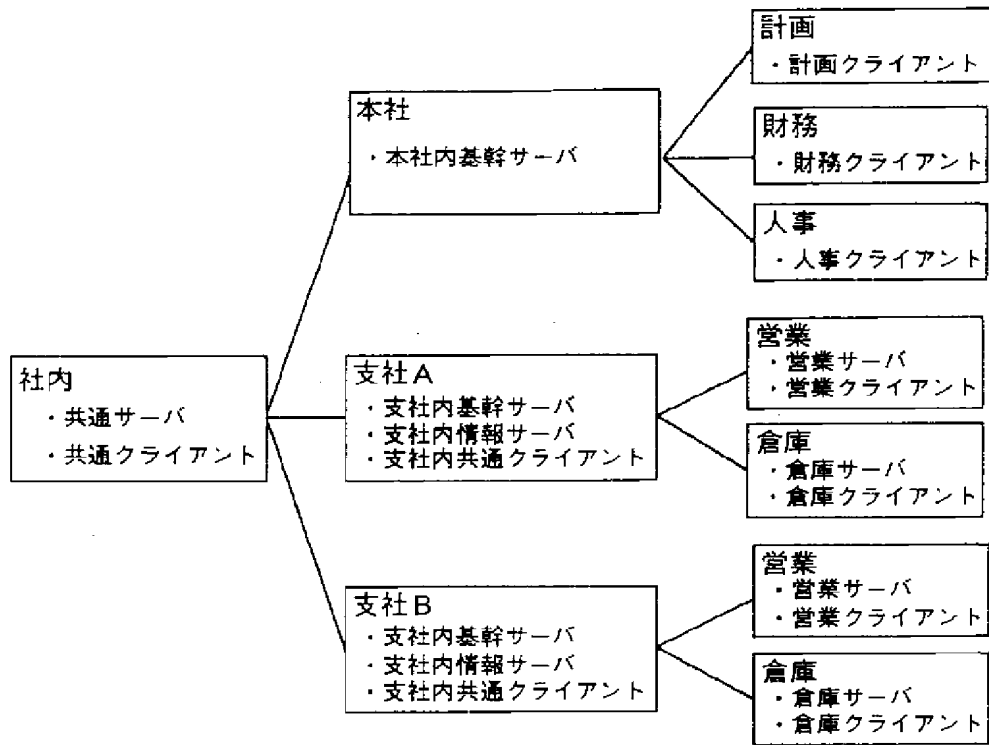 計画
・計画クライアント
本社
・本社内基幹サーバ
財務
・財務クライアント
人事
・人事クライアント
社内
・共通サーバ
・共通クライアント
支社A
・支社内基幹サーバ
・支社内情報サーバ
・支社内共通クライアント
営業
・営業サーバ
・営業クライアント
倉庫
・倉庫サーバ
・倉庫クライアント
支社B
・支社内基幹サーバ
・支社内情報サーバ
・支社内共通クライアント
営業
・営業サーバ
・営業クライアント
倉庫
・倉庫サーバ
・倉庫クライアント